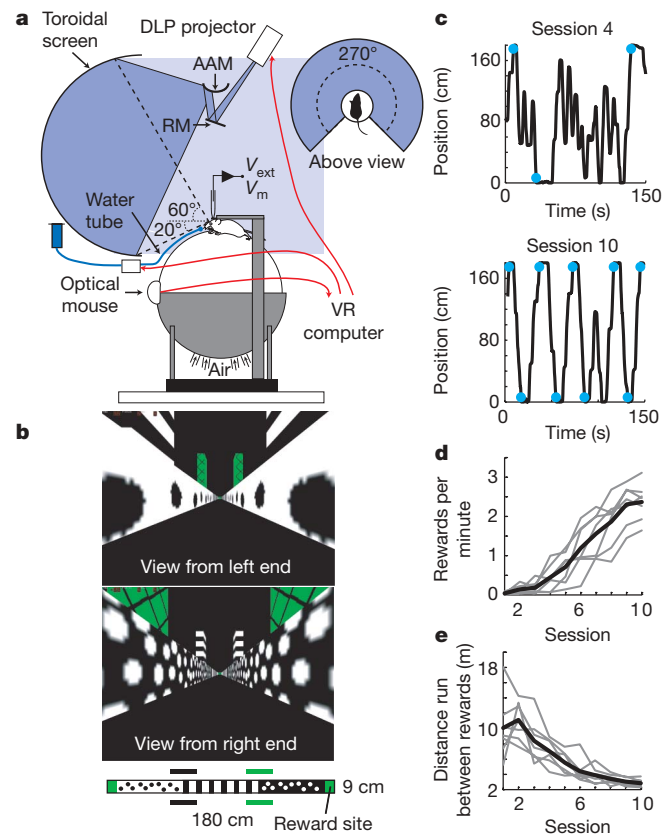 a
Toroidal
screen
DLP projector
AAM
RM
270°
Above view
V ext
V m
Water
tube
60°
20°
Optical
mouse
VR
computer
Air
b
View from left end
View from right end
9 cm
180 cm
Reward site
c
Session 4
Position (cm)
160
80
0
0
150
Time (s)
Session 10
Position (cm)
160
80
0
0
150
Time (s)
d
Rewards per
minute
3
2
1
0
2
6
10
Session
e
Distance run
between rewards (m)
18
14
10
6
2
2
6
10
Session